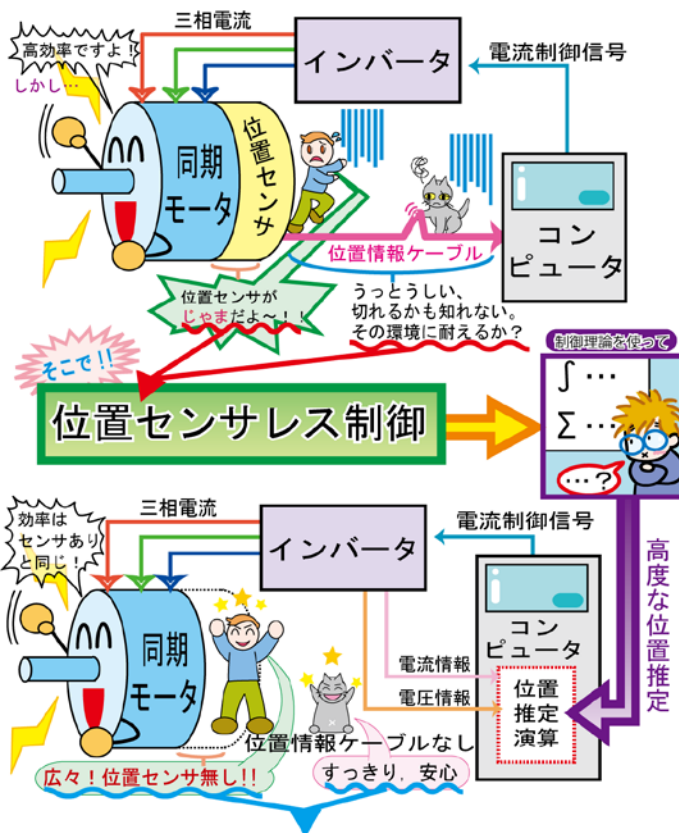 三相電流
高効率ですよ!
しかし…
インバータ
電流制御信号
同期
モータ
位置センサ
コン
ピュータ
位置情報ケーブル
位置センサが
じゃまだよ～!!
うっとうしい、
切れるかも知れない。
その環境に耐えるか?
そこで!!
制御理論を使って
∫…
Σ…
…?
位置センサレス制御
高度な位置推定
三相電流
効率は
センサあり
と同じ!
インバータ
電流制御信号
同期
モータ
コン
ピュータ
電流情報
電圧情報
位置
推定
演算
位置情報ケーブルなし
広々!位置センサ無し!!
すっきり，安心